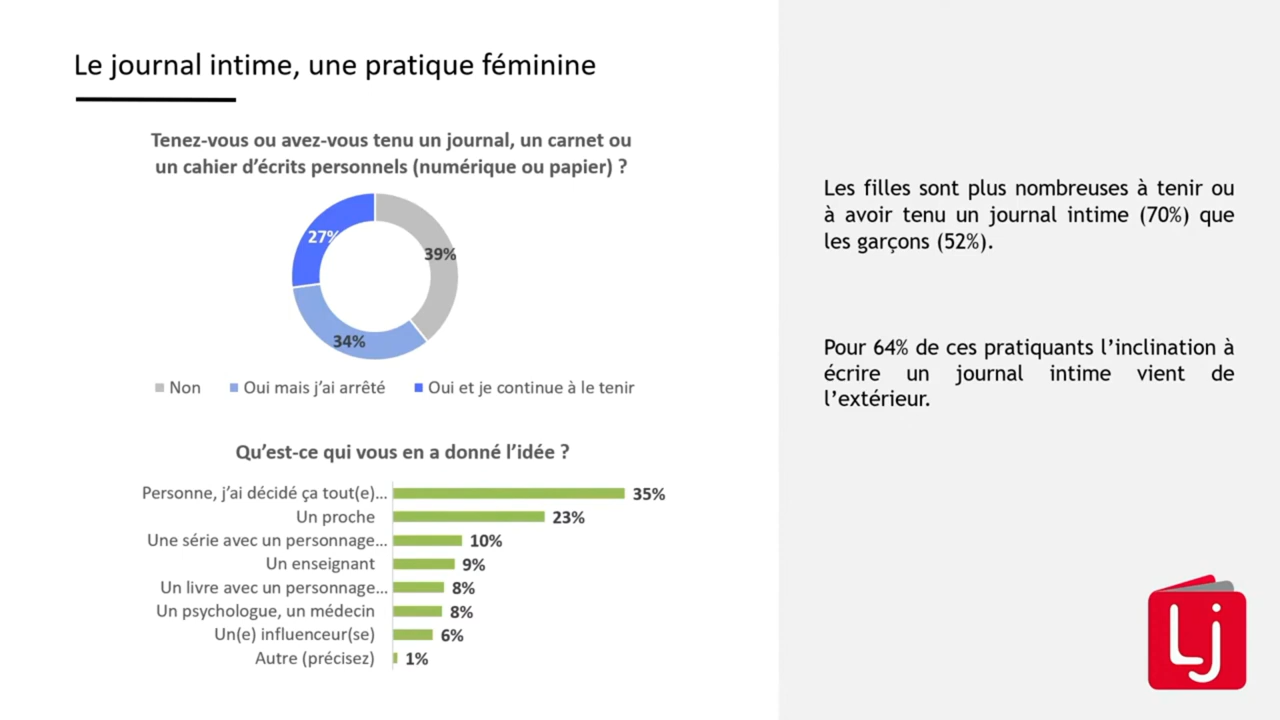 Le journal intime, une pratique féminine
Tenez-vous ou avez-vous tenu un journal, un carnet ou
un cahier d'écrits personnels (numérique ou papier) ?
27%
39%
34%
Non
Oui mais j'ai arrêté
Oui et je continue à le tenir
Qu'est-ce qui vous en a donné l'idée ?
Personne, j'ai décidé ça tout(e)... 35%
Un proche 23%
Une série avec un personnage... 10%
Un enseignant 9%
Un livre avec un personnage... 8%
Un psychologue, un médecin 8%
Un(e) influenceur(se) 6%
Autre (précisez) 1%
Les filles sont plus nombreuses à tenir ou
à avoir tenu un journal intime (70%) que
les garçons (52%).
Pour 64% de ces pratiquants l'inclination à
écrire un journal intime vient de
l'extérieur.
Lj